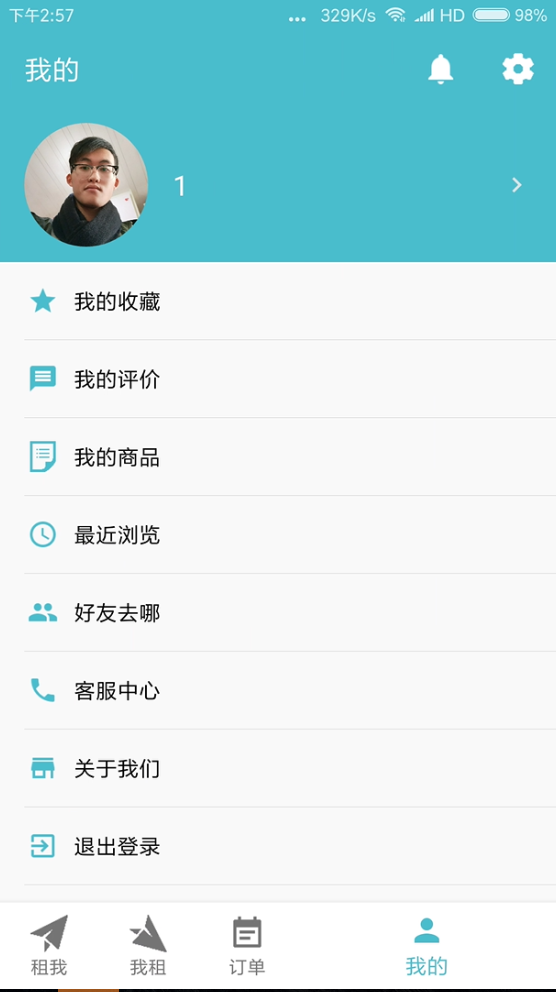 下午2:57 ... 329K/s HD 98%
我的
1
我的收藏
我的评价
我的商品
最近浏览
好友去哪
客服中心
关于我们
退出登录
租我 我租 订单 我的